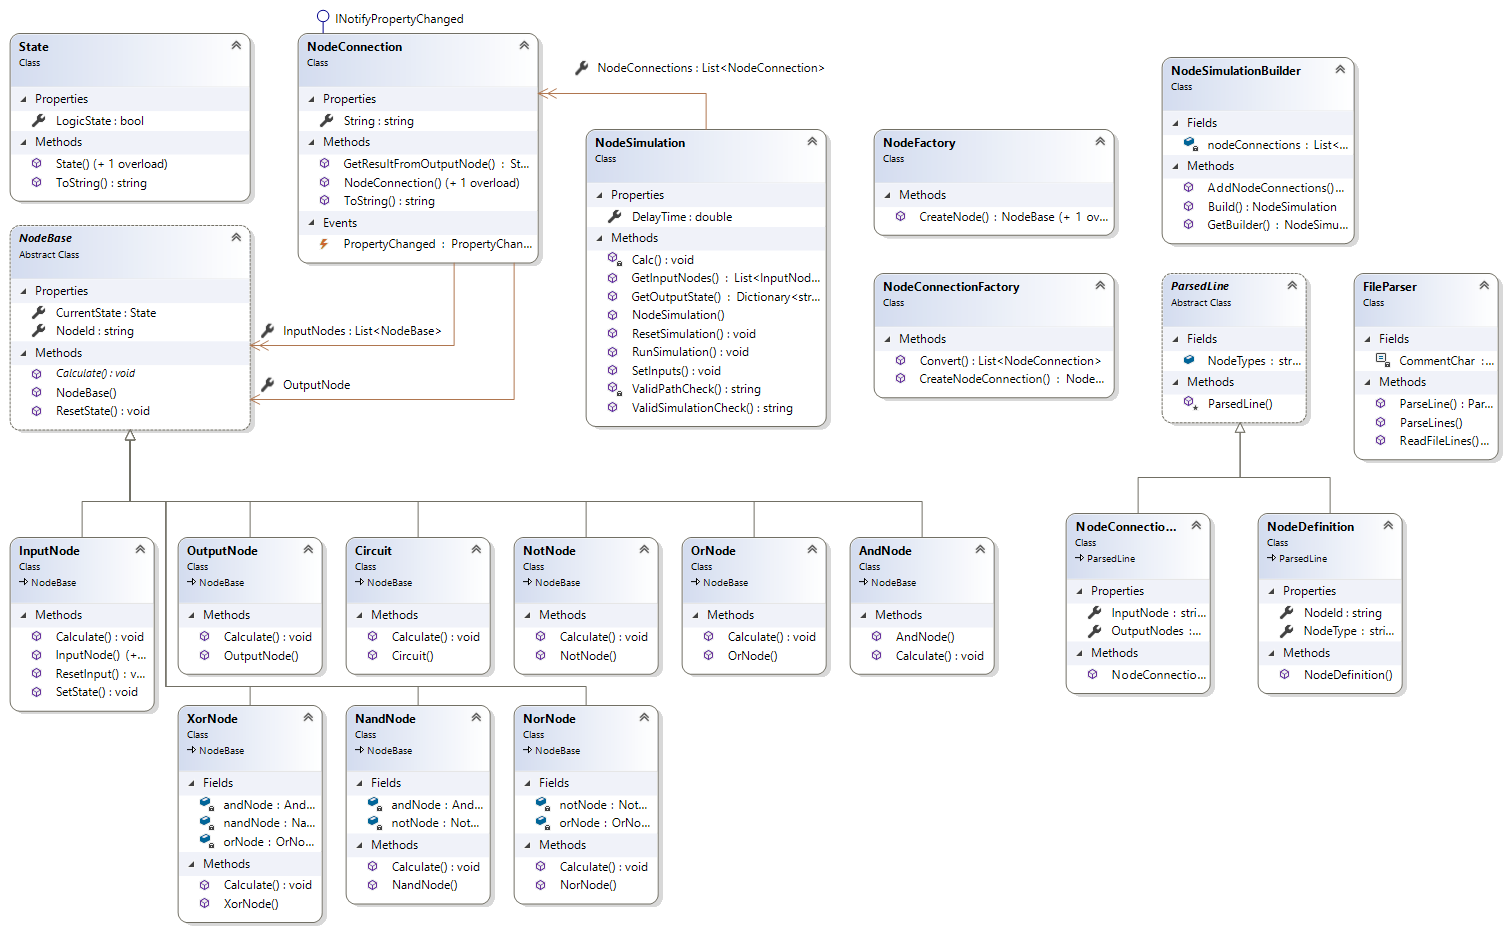 INotifyPropertyChanged
State
Class
Properties
LogicState : bool
Methods
State() (+ 1 overload)
ToString() : string
NodeConnection
Class
Properties
String : string
Methods
GetResultFromOutputNode() : St...
NodeConnection() (+ 1 overload)
ToString() : string
Events
PropertyChanged : PropertyChan...
NodeConnections : List<NodeConnection>
NodeSimulation
Class
Properties
DelayTime : double
Methods
Calc() : void
GetInputNodes() : List<InputNod...
GetOutputState() : Dictionary<str...
NodeSimulation()
ResetSimulation() : void
RunSimulation() : void
SetInputs() : void
ValidPathCheck() : string
ValidSimulationCheck() : string
NodeFactory
Class
Methods
CreateNode() : NodeBase (+ 1 ov...
NodeSimulationBuilder
Class
Fields
nodeConnections : List<...
Methods
AddNodeConnections()...
Build() : NodeSimulation
GetBuilder() : NodeSimu...
NodeBase
Abstract Class
Properties
CurrentState : State
NodeId : string
Methods
Calculate() : void
NodeBase()
ResetState() : void
InputNodes : List<NodeBase>
OutputNode
NodeConnectionFactory
Class
Methods
Convert() : List<NodeConnection>
CreateNodeConnection() : Node...
ParsedLine
Abstract Class
Fields
NodeTypes : str...
Methods
ParsedLine()
FileParser
Class
Fields
CommentChar : ...
Methods
ParseLine() : Par...
ParseLines()
ReadFileLines()...
InputNode
Class
NodeBase
Methods
Calculate() : void
InputNode() (+...
ResetInput() : v...
SetState() : void
OutputNode
Class
NodeBase
Methods
Calculate() : void
OutputNode()
Circuit
Class
NodeBase
Methods
Calculate() : void
Circuit()
NotNode
Class
NodeBase
Methods
Calculate() : void
NotNode()
OrNode
Class
NodeBase
Methods
Calculate() : void
OrNode()
AndNode
Class
NodeBase
Methods
AndNode()
Calculate() : void
NodeConnectio...
Class
ParsedLine
Properties
InputNode : stri...
OutputNodes : ...
Methods
NodeConnectio...
NodeDefinition
Class
ParsedLine
Properties
NodeId : string
NodeType : stri...
Methods
NodeDefinition()
XorNode
Class
NodeBase
Fields
andNode : And...
nandNode : Na...
orNode : OrNo...
Methods
Calculate() : void
XorNode()
NandNode
Class
NodeBase
Fields
andNode : And...
notNode : Not...
Methods
Calculate() : void
NandNode()
NorNode
Class
NodeBase
Fields
notNode : Not...
orNode : OrNo...
Methods
Calculate() : void
NorNode()